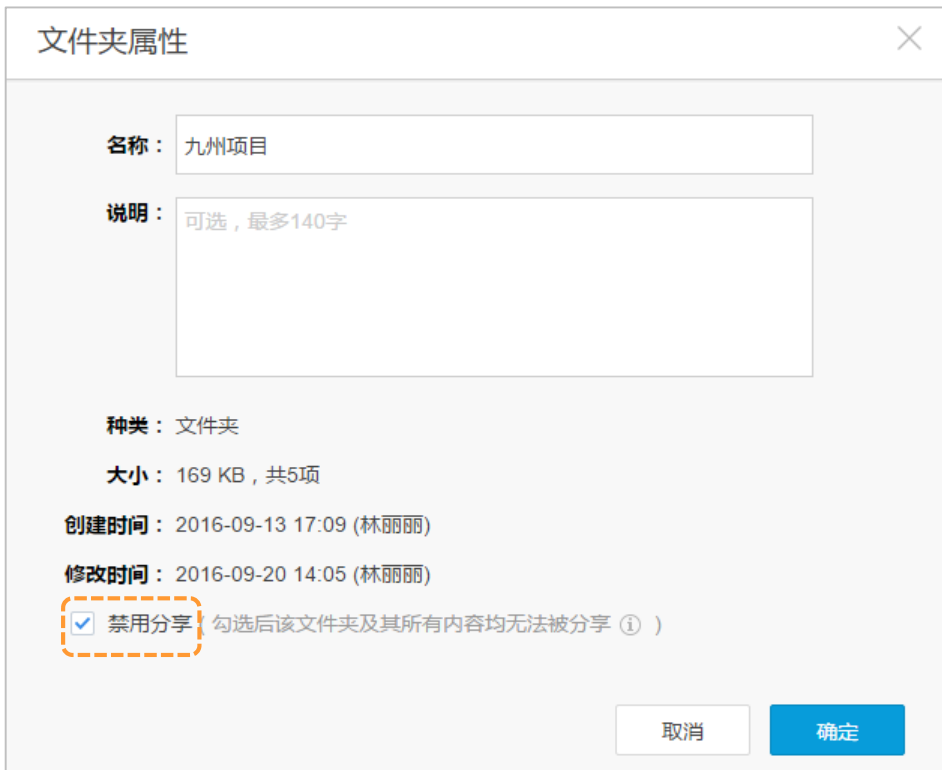 文件夹属性
名称：九州项目
说明：可选，最多140字
种类：文件夹
大小：169 KB，共5项
创建时间：2016-09-13 17:09 (林丽丽)
修改时间：2016-09-20 14:05 (林丽丽)
禁用分享 ( 勾选后该文件夹及其所有内容均无法被分享 ⓘ )
取消 确定